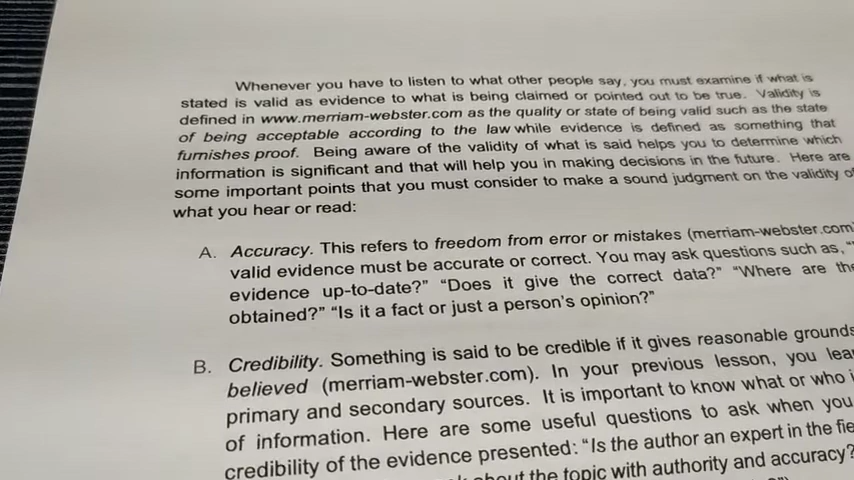 Whenever you have to listen to what other people say, you must examine if what is
stated is valid as evidence to what is being claimed or pointed out to be true. Validity is
defined in www.merriam-webster.com as the quality or state of being valid such as the state
of being acceptable according to the law while evidence is defined as something that
furnishes proof. Being aware of the validity of what is said helps you to determine which
information is significant and that will help you in making decisions in the future. Here are
some important points that you must consider to make a sound judgment on the validity of
what you hear or read:
A. Accuracy. This refers to freedom from error or mistakes (merriam-webster.com)
valid evidence must be accurate or correct. You may ask questions such as, "
evidence up-to-date?" "Does it give the correct data?" "Where are the
obtained?" "Is it a fact or just a person's opinion?"
B. Credibility. Something is said to be credible if it gives reasonable grounds
believed (merriam-webster.com). In your previous lesson, you
primary and secondary sources. It is important to know what or who
of information. Here are some useful questions to ask when you
credibility of the evidence presented: "Is the author an expert in the
about the topic with authority and accuracy?